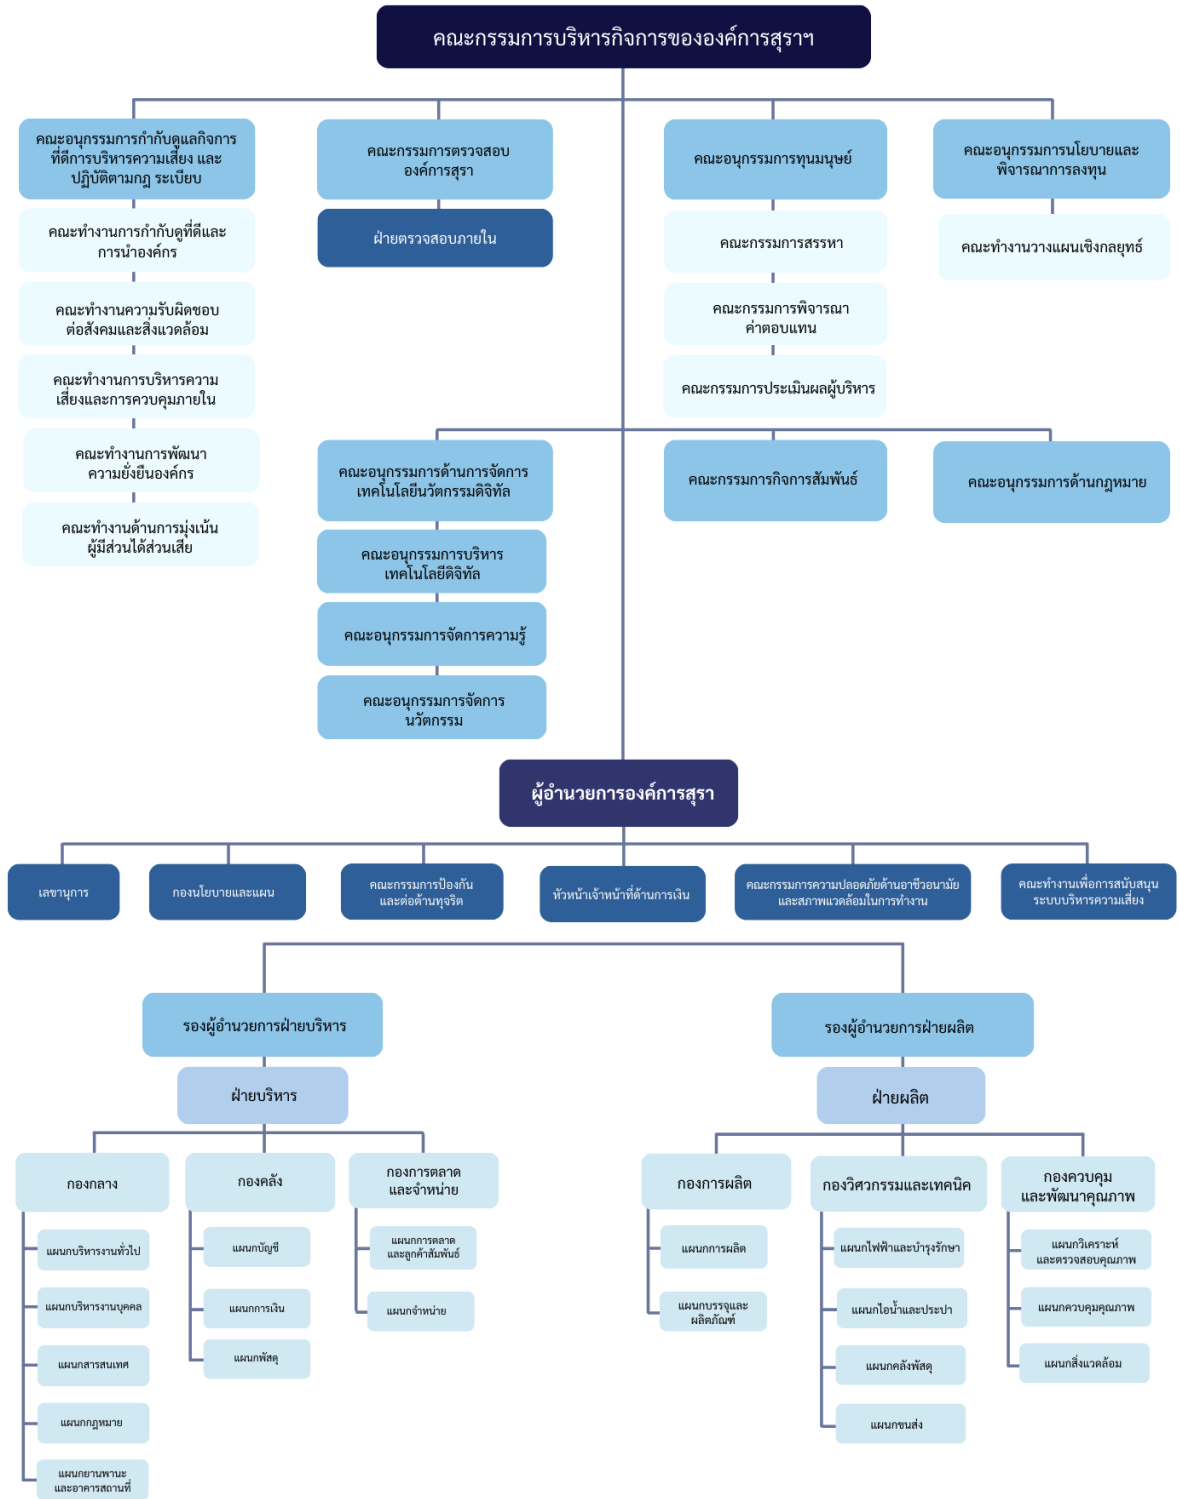 คณะกรรมการบริหารกิจการขององค์การสุราฯ
คณะอนุกรรมการกำกับดูแลกิจการ
ที่ดีการบริหารความเสี่ยง และ
ปฏิบัติตามกฎ ระเบียบ
คณะกรรมการตรวจสอบ
องค์การสุรา
คณะอนุกรรมการทุนมนุษย์
คณะอนุกรรมการนโยบายและ
พิจารณาการลงทุน
คณะทำงานการกำกับดูที่ดีและ
การนำองค์กร
ฝ่ายตรวจสอบภายใน
คณะกรรมการสรรหา
คณะทำงานวางแผนเชิงกลยุทธ์
คณะทำงานความรับผิดชอบ
ต่อสังคมและสิ่งแวดล้อม
คณะกรรมการพิจารณา
ค่าตอบแทน
คณะทำงานการบริหารความ
เสี่ยงและการควบคุมภายใน
คณะกรรมการประเมินผลผู้บริหาร
คณะทำงานการพัฒนา
ความยั่งยืนองค์กร
คณะทำงานด้านการมุ่งเน้น
ผู้มีส่วนได้ส่วนเสีย
คณะอนุกรรมการด้านการจัดการ
เทคโนโลยีนวัตกรรมดิจิทัล
คณะกรรมการกิจการสัมพันธ์
คณะอนุกรรมการด้านกฎหมาย
คณะอนุกรรมการบริหาร
เทคโนโลยีดิจิทัล
คณะอนุกรรมการจัดการความรู้
คณะอนุกรรมการจัดการ
นวัตกรรม
ผู้อำนวยการองค์การสุรา
เลขานุการ
กองนโยบายและแผน
คณะกรรมการป้องกัน
และต่อต้านทุจริต
หัวหน้าเจ้าหน้าที่ด้านการเงิน
คณะกรรมการความปลอดภัยด้านอาชีวอนามัย
และสภาพแวดล้อมในการทำงาน
คณะทำงานเพื่อการสนับสนุน
ระบบบริหารความเสี่ยง
รองผู้อำนวยการฝ่ายบริหาร
รองผู้อำนวยการฝ่ายผลิต
ฝ่ายบริหาร
ฝ่ายผลิต
กองกลาง
กองคลัง
กองการตลาด
และจำหน่าย
กองการผลิต
กองวิศวกรรมและเทคนิค
กองควบคุม
และพัฒนาคุณภาพ
แผนกบริหารงานทั่วไป
แผนกบริหารงานบุคคล
แผนกสารสนเทศ
แผนกกฎหมาย
แผนกยานพานะ
และอาคารสถานที่
แผนกบัญชี
แผนกการเงิน
แผนกพัสดุ
แผนกการตลาด
และลูกค้าสัมพันธ์
แผนกจำหน่าย
แผนกการผลิต
แผนกบรรจุและ
ผลิตภัณฑ์
แผนกไฟฟ้าและบำรุงรักษา
แผนกไอน้ำและประปา
แผนกคลังพัสดุ
แผนกขนส่ง
แผนกวิเคราะห์
และตรวจสอบคุณภาพ
แผนกควบคุมคุณภาพ
แผนกสิ่งแวดล้อม